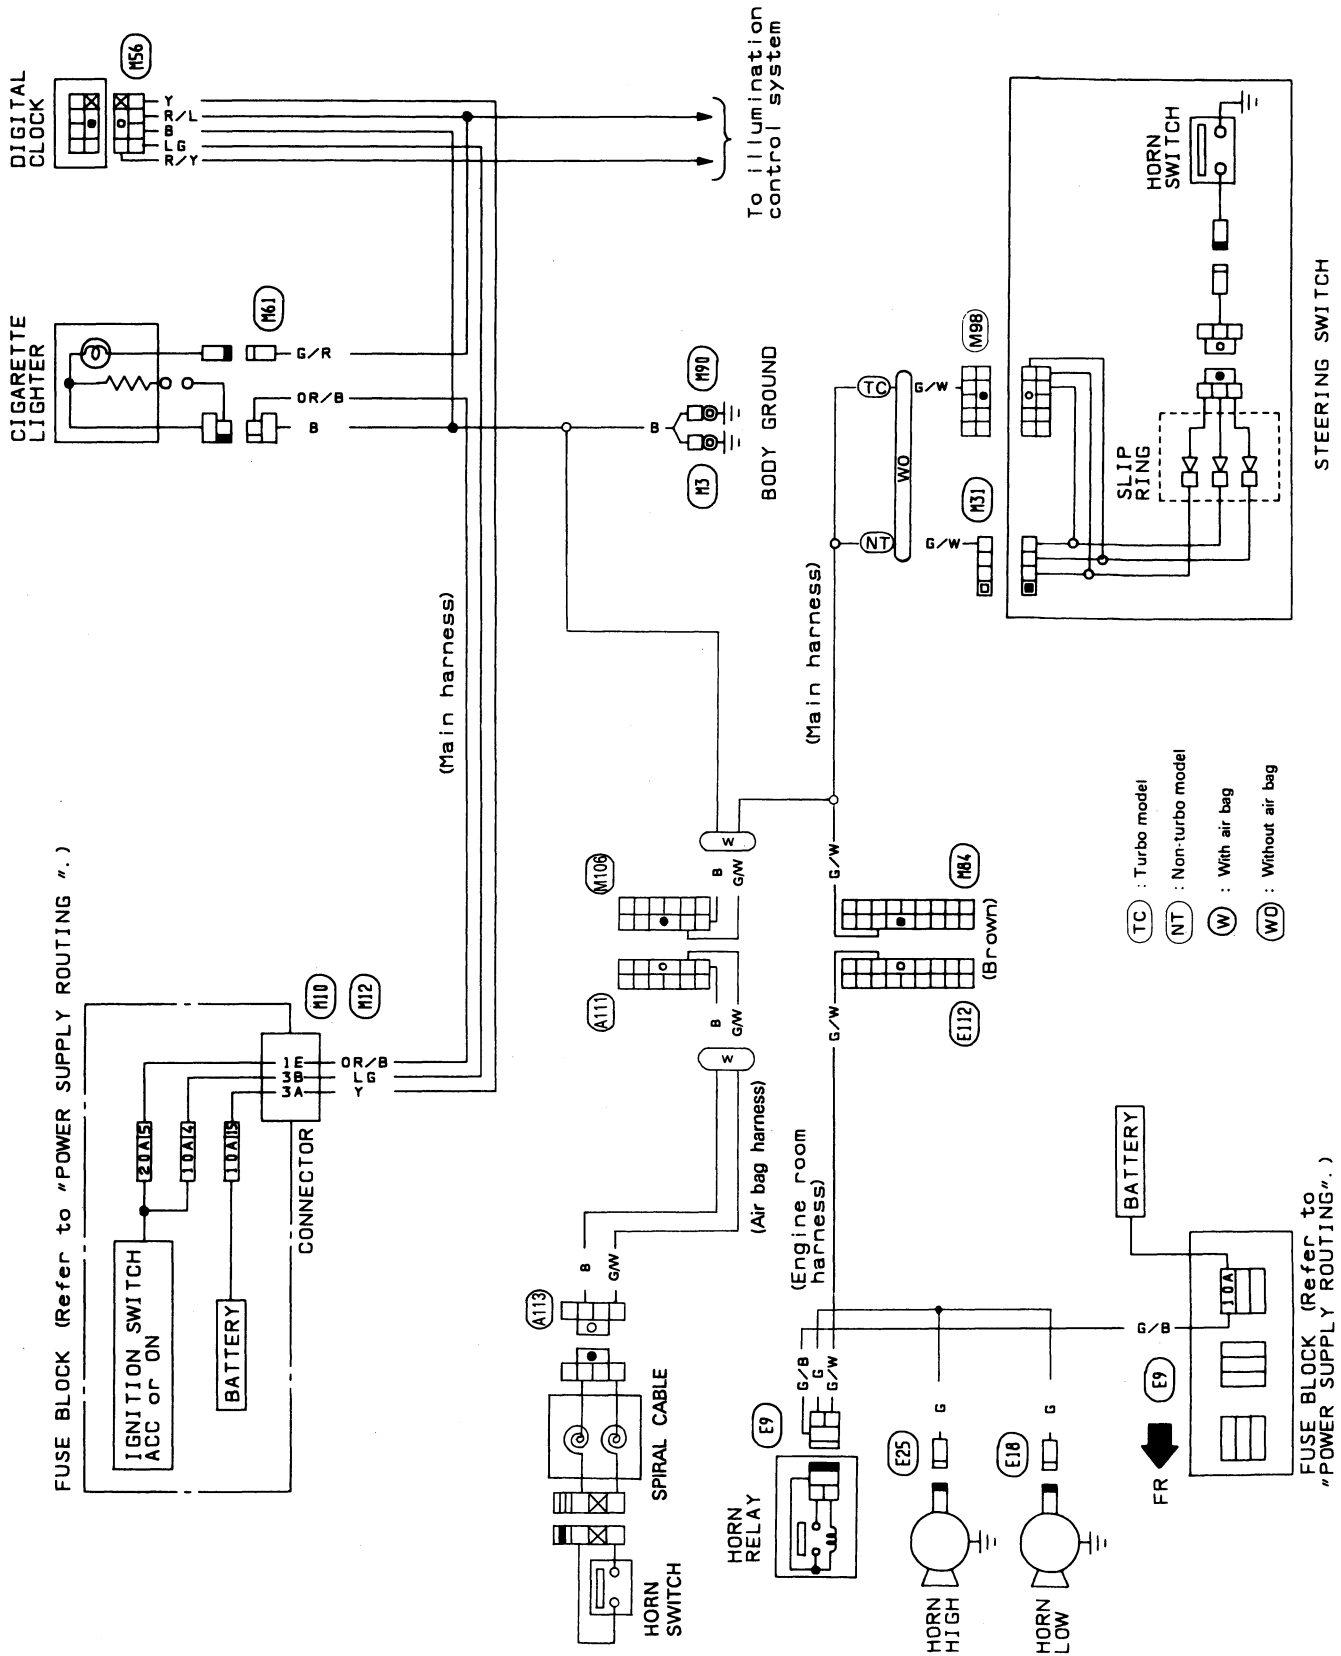 DIGITAL
CLOCK
M56
Y
R/L
B
LG
R/Y
To illumination
control system
CIGARETTE
LIGHTER
M61
G/R
OR/B
B
B
M90
M3
BODY GROUND
(Main harness)
HORN
SWITCH
STEERING SWITCH
SLIP
RING
M98
M31
TC
G/W
WO
NT
G/W
(Main harness)
FUSE BLOCK (Refer to "POWER SUPPLY ROUTING ".)
IGNITION SWITCH
ACC or ON
BATTERY
20A 5
10A 14
10A 15
1E
3B
3A
CONNECTOR
M10
M12
OR/B
LG
Y
W
M106
B
G/W
A111
B
G/W
W
(Air bag harness)
G/W
M84
(Brown)
E112
G/W
TC : Turbo model
NT : Non-turbo model
W : With air bag
WO : Without air bag
A113
B
G/W
SPIRAL CABLE
HORN
SWITCH
(Engine room
harness)
G/B
G
G/W
E9
HORN
RELAY
E25
G
HORN
HIGH
E18
G
HORN
LOW
BATTERY
10A
G/B
E9
FR
FUSE BLOCK (Refer to
"POWER SUPPLY ROUTING".)